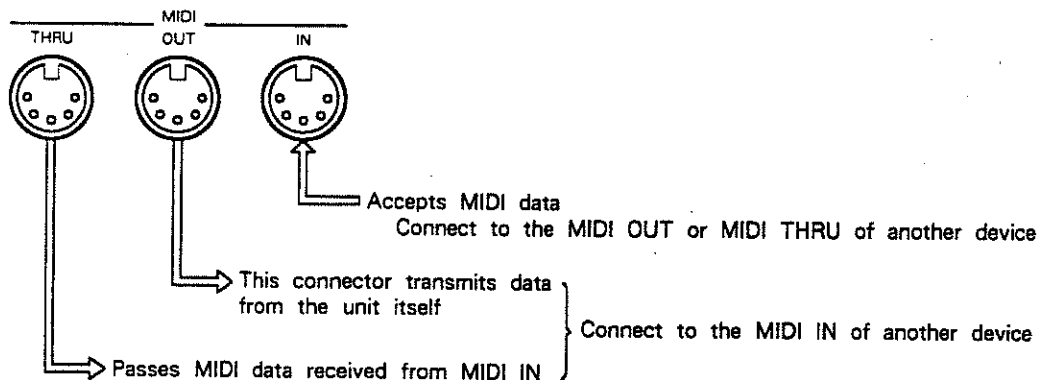 MIDI
THRU OUT IN
Accepts MIDI data
Connect to the MIDI OUT or MIDI THRU of another device
This connector transmits data
from the unit itself
Connect to the MIDI IN of another device
Passes MIDI data received from MIDI IN